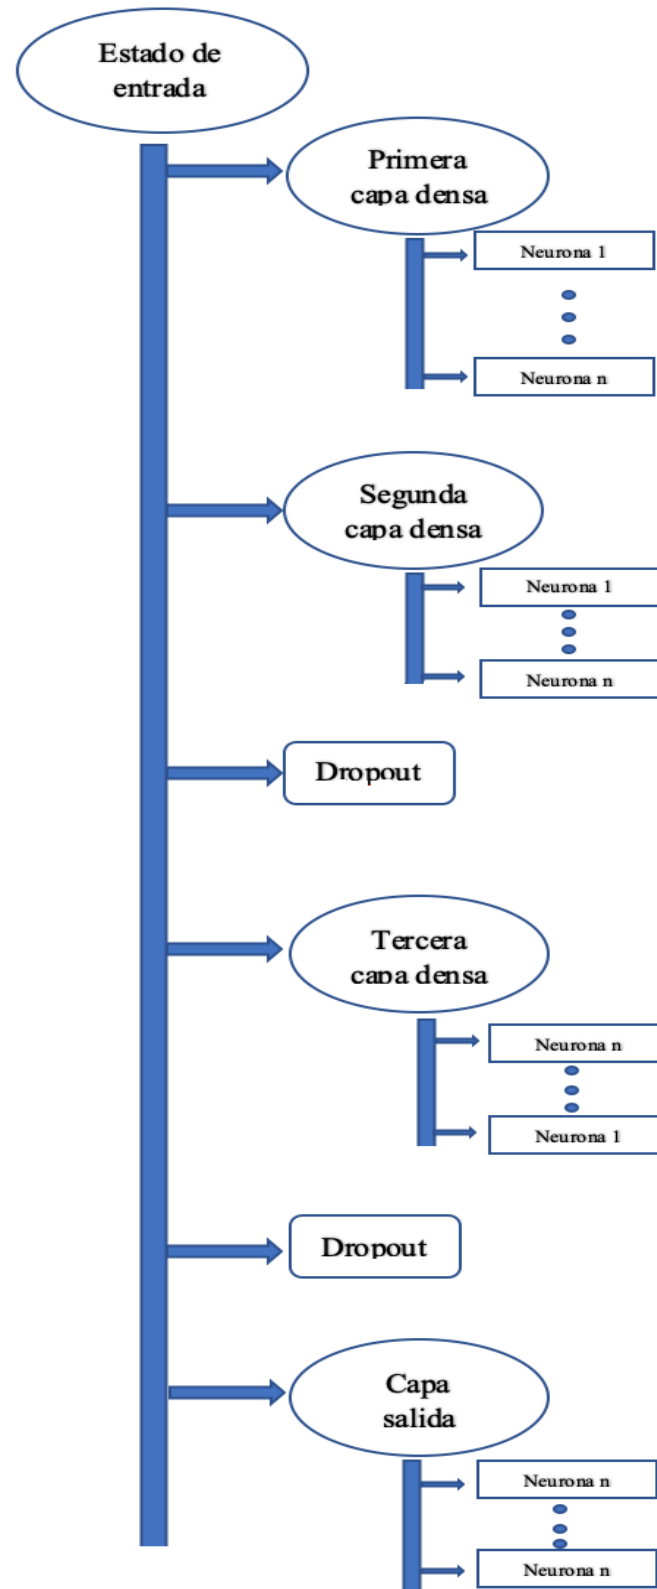 Estado de
entrada
Primera
capa densa
Neurona 1
Neurona n
Segunda
capa densa
Neurona 1
Neurona n
Dropout
Tercera
capa densa
Neurona n
Neurona 1
Dropout
Capa
salida
Neurona n
Neurona n